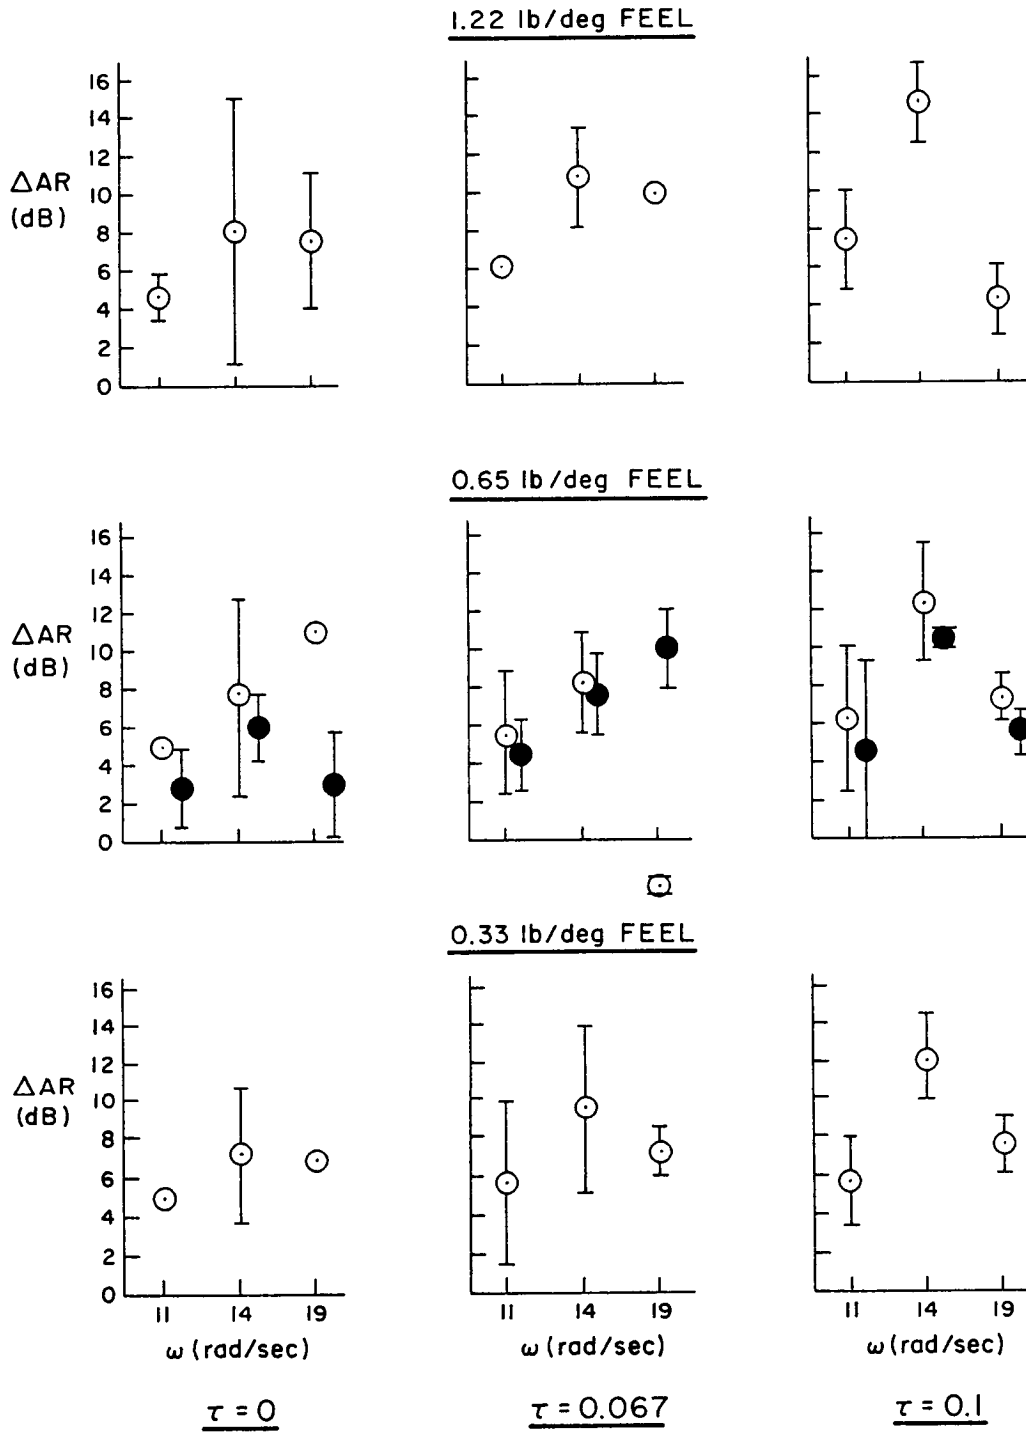 1.22 lb/deg FEEL
16
14
12
ΔAR
10
(dB)
8
6
4
2
0
0.65 lb/deg FEEL
16
14
12
ΔAR
10
(dB)
8
6
4
2
0
0.33 lb/deg FEEL
16
14
12
ΔAR
10
(dB)
8
6
4
2
0
11 14 19 11 14 19 11 14 19
ω (rad/sec) ω (rad/sec) ω (rad/sec)
τ = 0 τ = 0.067 τ = 0.1